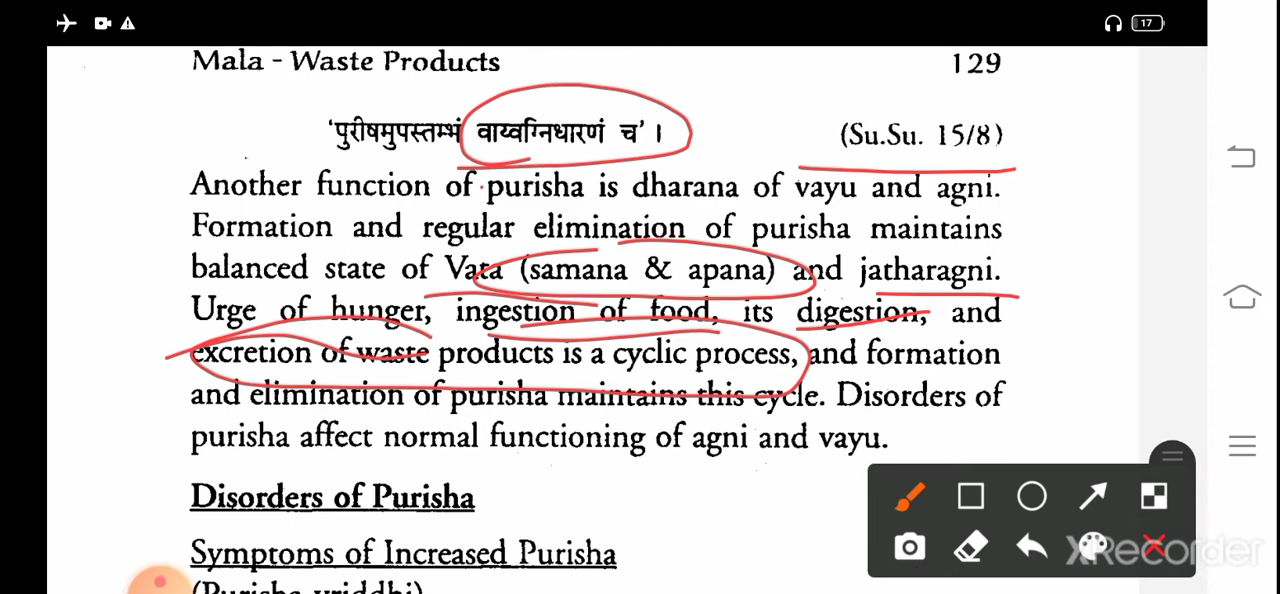 17
Mala - Waste Products 129
'पुरीषमुपस्तम्भं वाय्वग्निधारणं च' । (Su.Su. 15/8)
Another function of purisha is dharana of vayu and agni.
Formation and regular elimination of purisha maintains
balanced state of Vata (samana & apana) and jatharagni.
Urge of hunger, ingestion of food, its digestion, and
excretion of waste products is a cyclic process, and formation
and elimination of purisha maintains this cycle. Disorders of
purisha affect normal functioning of agni and vayu.
Disorders of Purisha
Symptoms of Increased Purisha
(Purisha vriddhi)
XRecorder